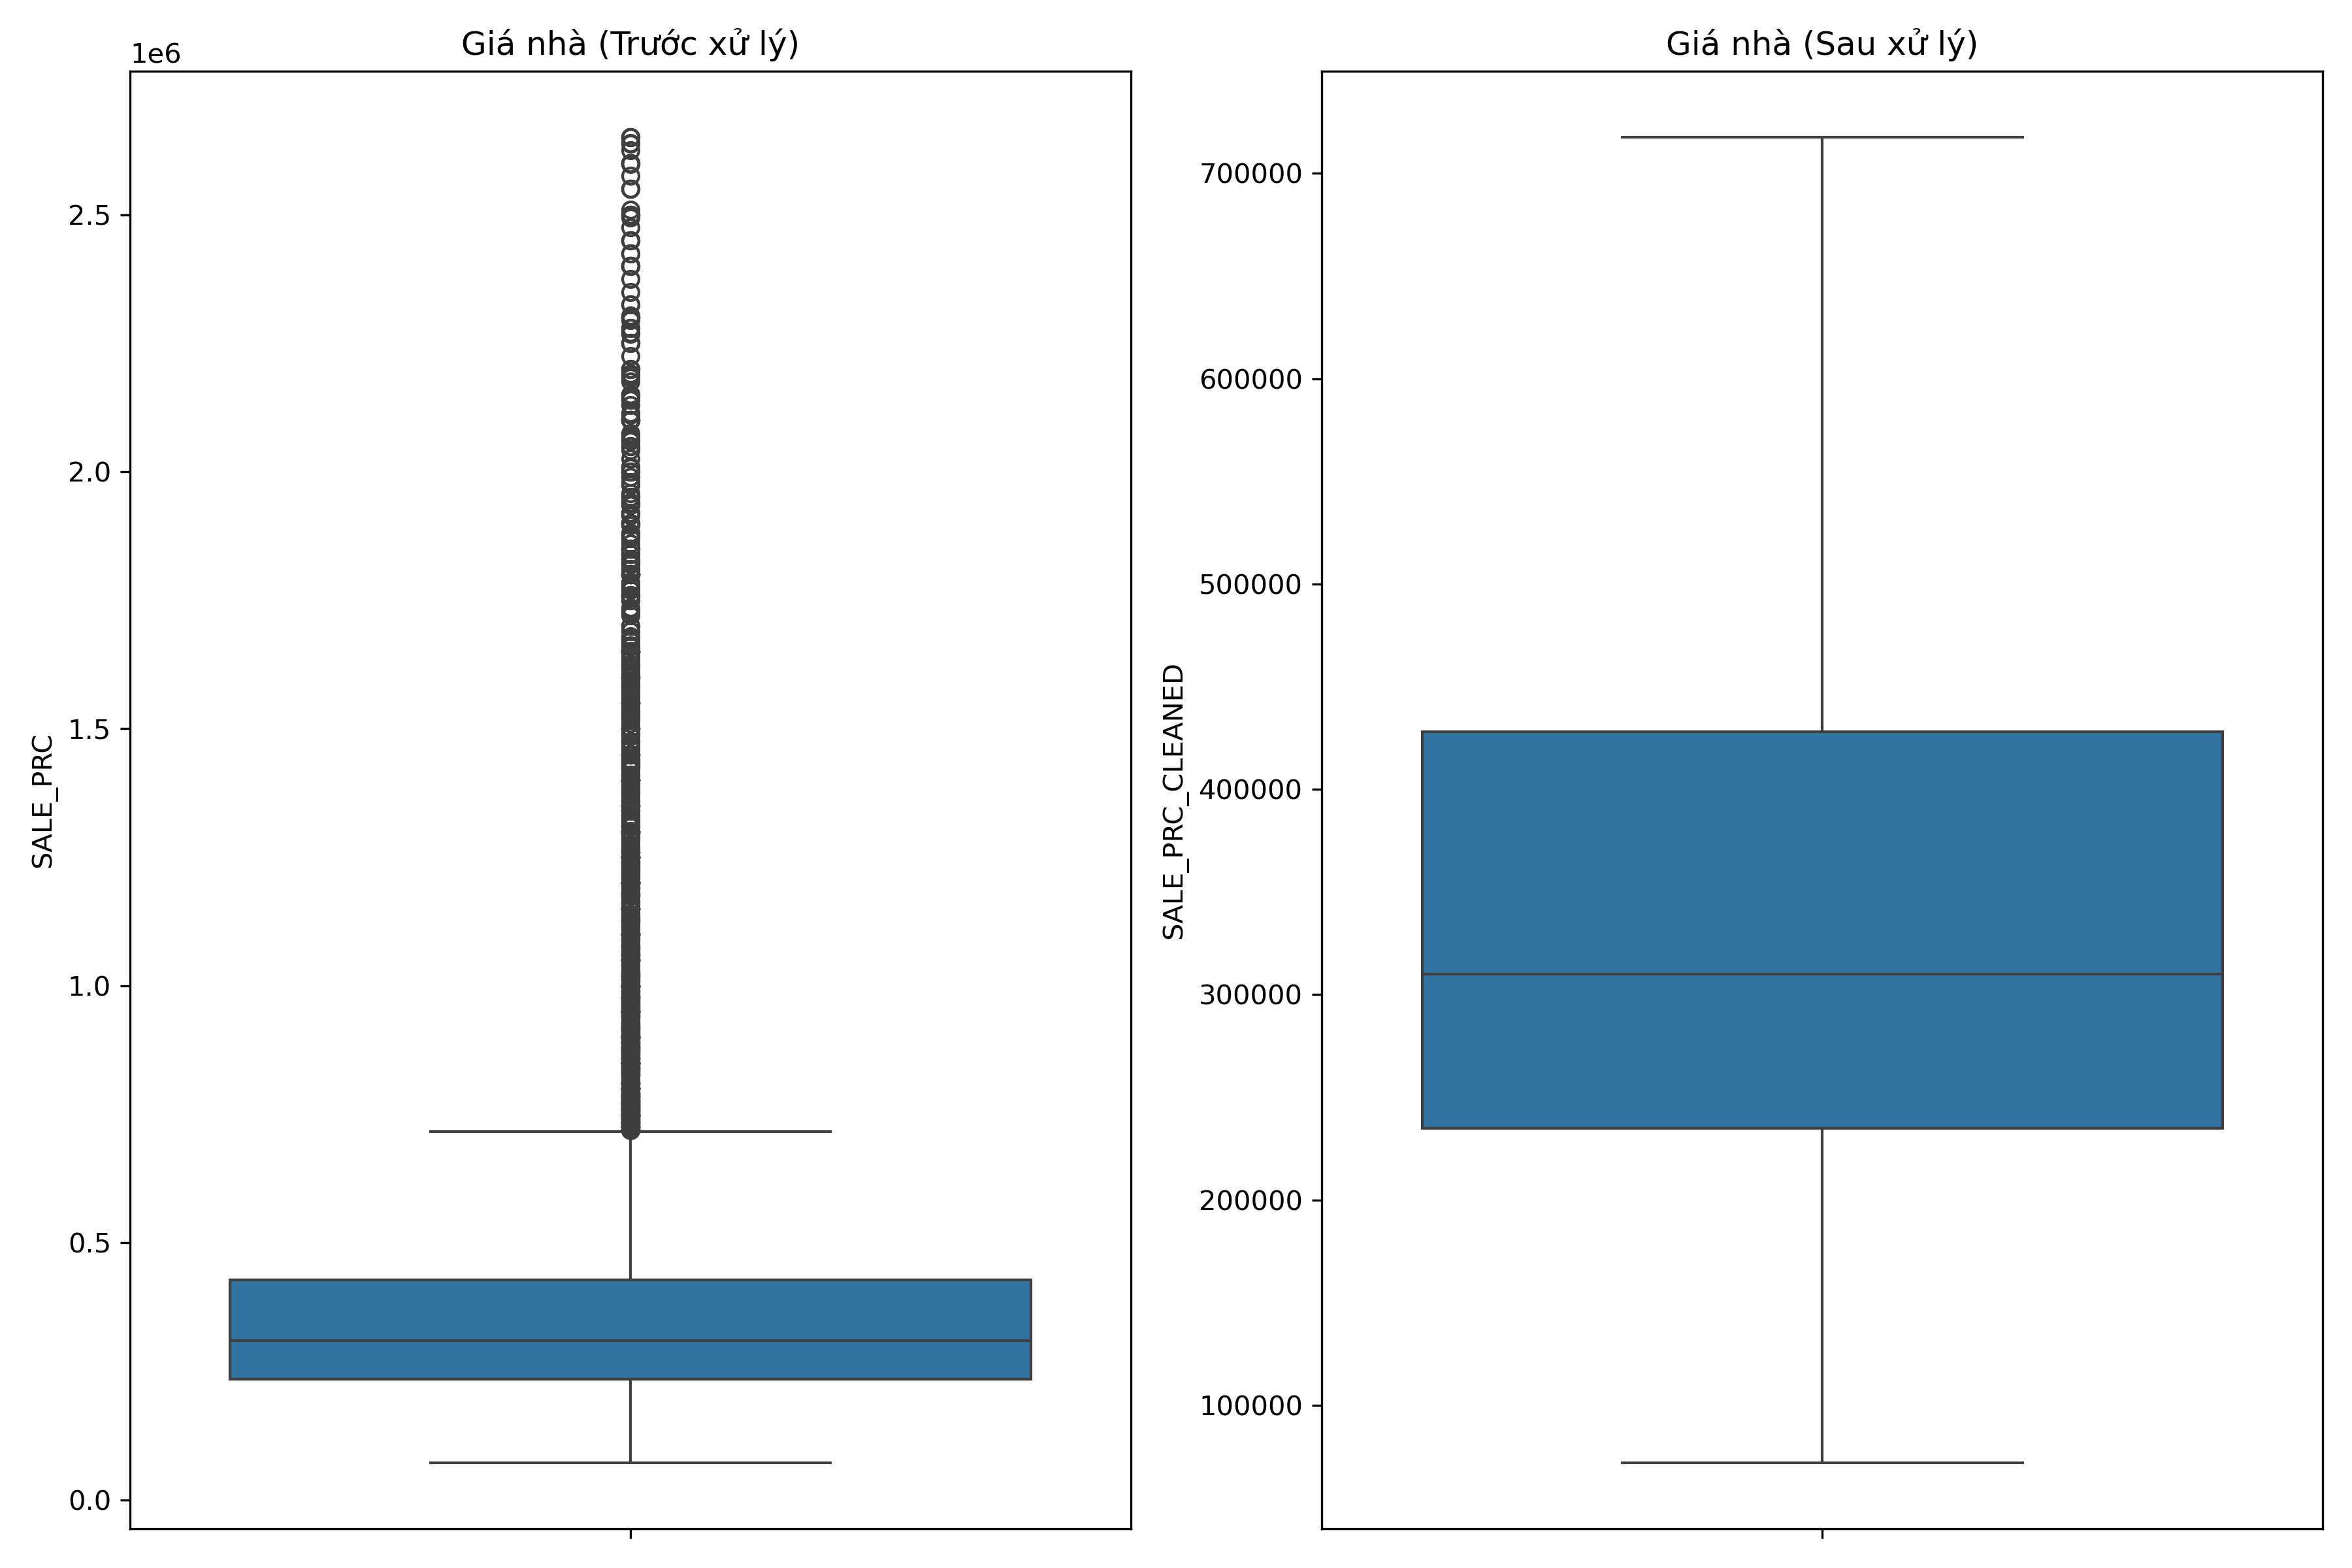 Giá nhà (Trước xử lý)
1e6
2.5
2.0
1.5
1.0
0.5
0.0
SALE_PRC
Giá nhà (Sau xử lý)
700000
600000
500000
400000
300000
200000
100000
SALE_PRC_CLEANED